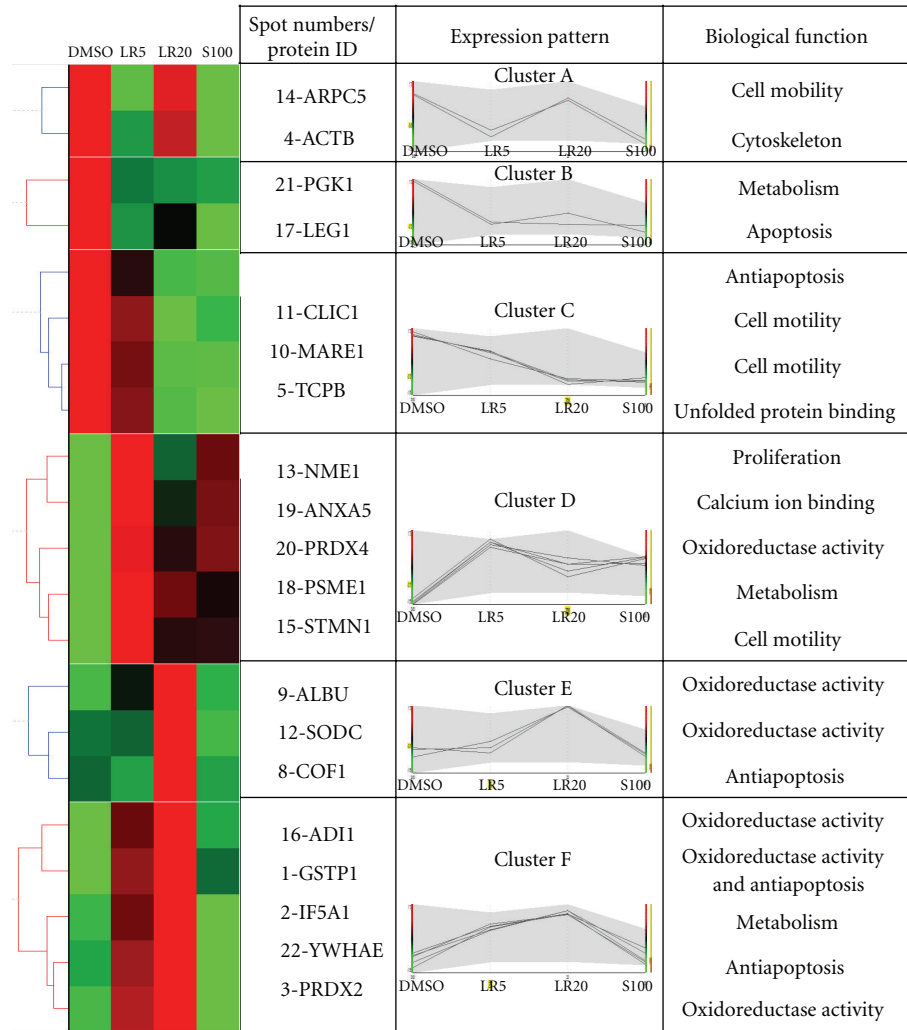 DMSO LR5 LR20 S100
Spot numbers/
protein ID
Expression pattern
Biological function
14-ARPC5
4-ACTB
Cluster A
DMSO LR5 LR20 S100
Cell mobility
Cytoskeleton
21-PGK1
17-LEG1
Cluster B
DMSO LR5 LR20 S100
Metabolism
Apoptosis
11-CLIC1
10-MARE1
5-TCPB
Cluster C
DMSO LR5 LR20 S100
Antiapoptosis
Cell motility
Cell motility
Unfolded protein binding
13-NME1
19-ANXA5
20-PRDX4
18-PSME1
15-STMN1
Cluster D
DMSO LR5 LR20 S100
Proliferation
Calcium ion binding
Oxidoreductase activity
Metabolism
Cell motility
9-ALBU
12-SODC
8-COF1
Cluster E
DMSO LR5 LR20 S100
Oxidoreductase activity
Oxidoreductase activity
Antiapoptosis
16-ADI1
1-GSTP1
2-IF5A1
22-YWHAE
3-PRDX2
Cluster F
DMSO LR5 LR20 S100
Oxidoreductase activity
Oxidoreductase activity
and antiapoptosis
Metabolism
Antiapoptosis
Oxidoreductase activity